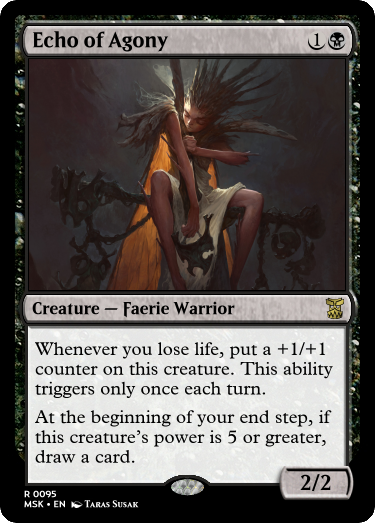 Echo of Agony 1
Creature — Faerie Warrior
Whenever you lose life, put a +1/+1
counter on this creature. This ability
triggers only once each turn.
At the beginning of your end step, if
this creature's power is 5 or greater,
draw a card.
2/2
R 0095
MSK • EN Taras Susak